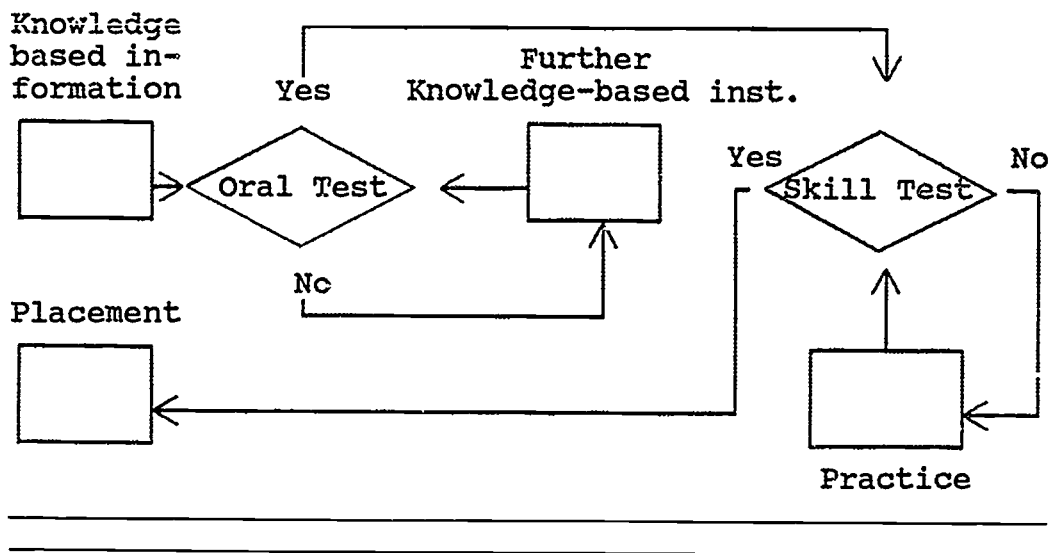 Knowledge
based in-
formation
Yes
Further
Knowledge-based inst.
Oral Test
Yes
Skill Test
No
No
Placement
Practice